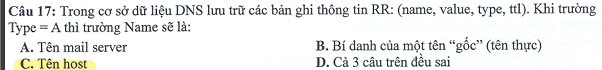 Câu 17: Trong cơ sở dữ liệu DNS lưu trữ các bản ghi thông tin RR: (name, value, type, ttl). Khi trường
Type = A thì trường Name sẽ là:
A. Tên mail server
B. Bí danh của một tên “gốc” (tên thực)
C. Tên host
D. Cả 3 câu trên đều sai